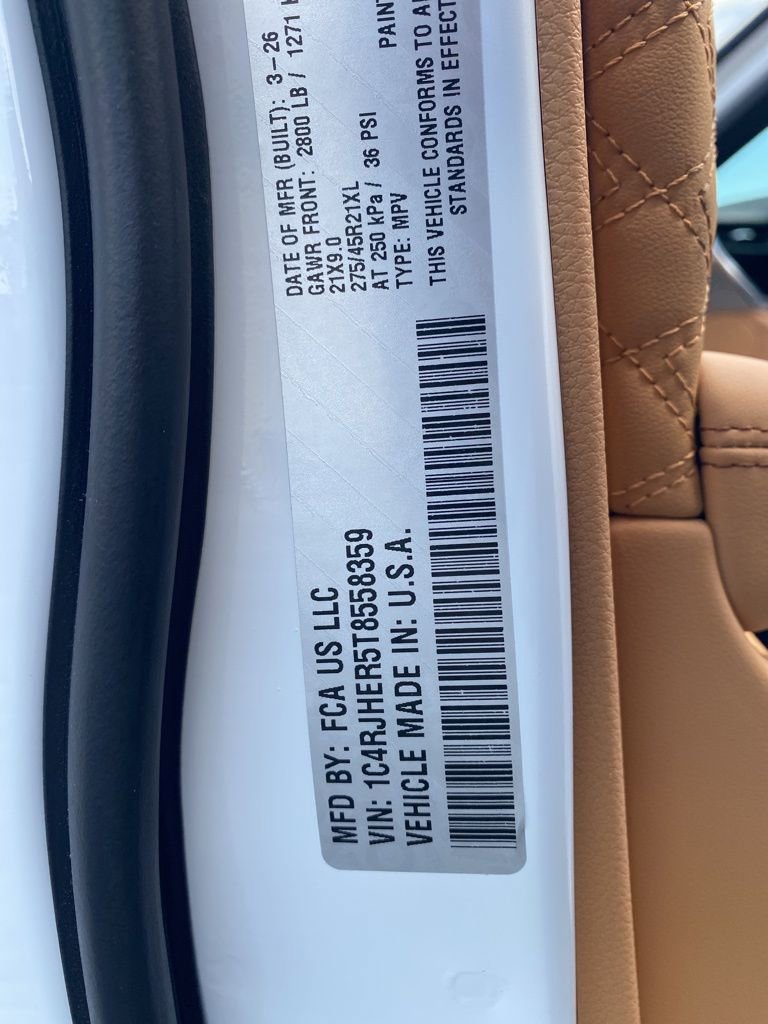 MFD BY: FCA US LLC
VIN: 1C4RJHER5T8558359
VEHICLE MADE IN: U.S.A.
DATE OF MFR (BUILT): 3-26
GAWR FRONT: 2800 LB / 1271
21X9.0
275/45R21XL
AT 250 kPa / 36 PSI
TYPE: MPV PAIN
THIS VEHICLE CONFORMS TO
STANDARDS IN EFFECT